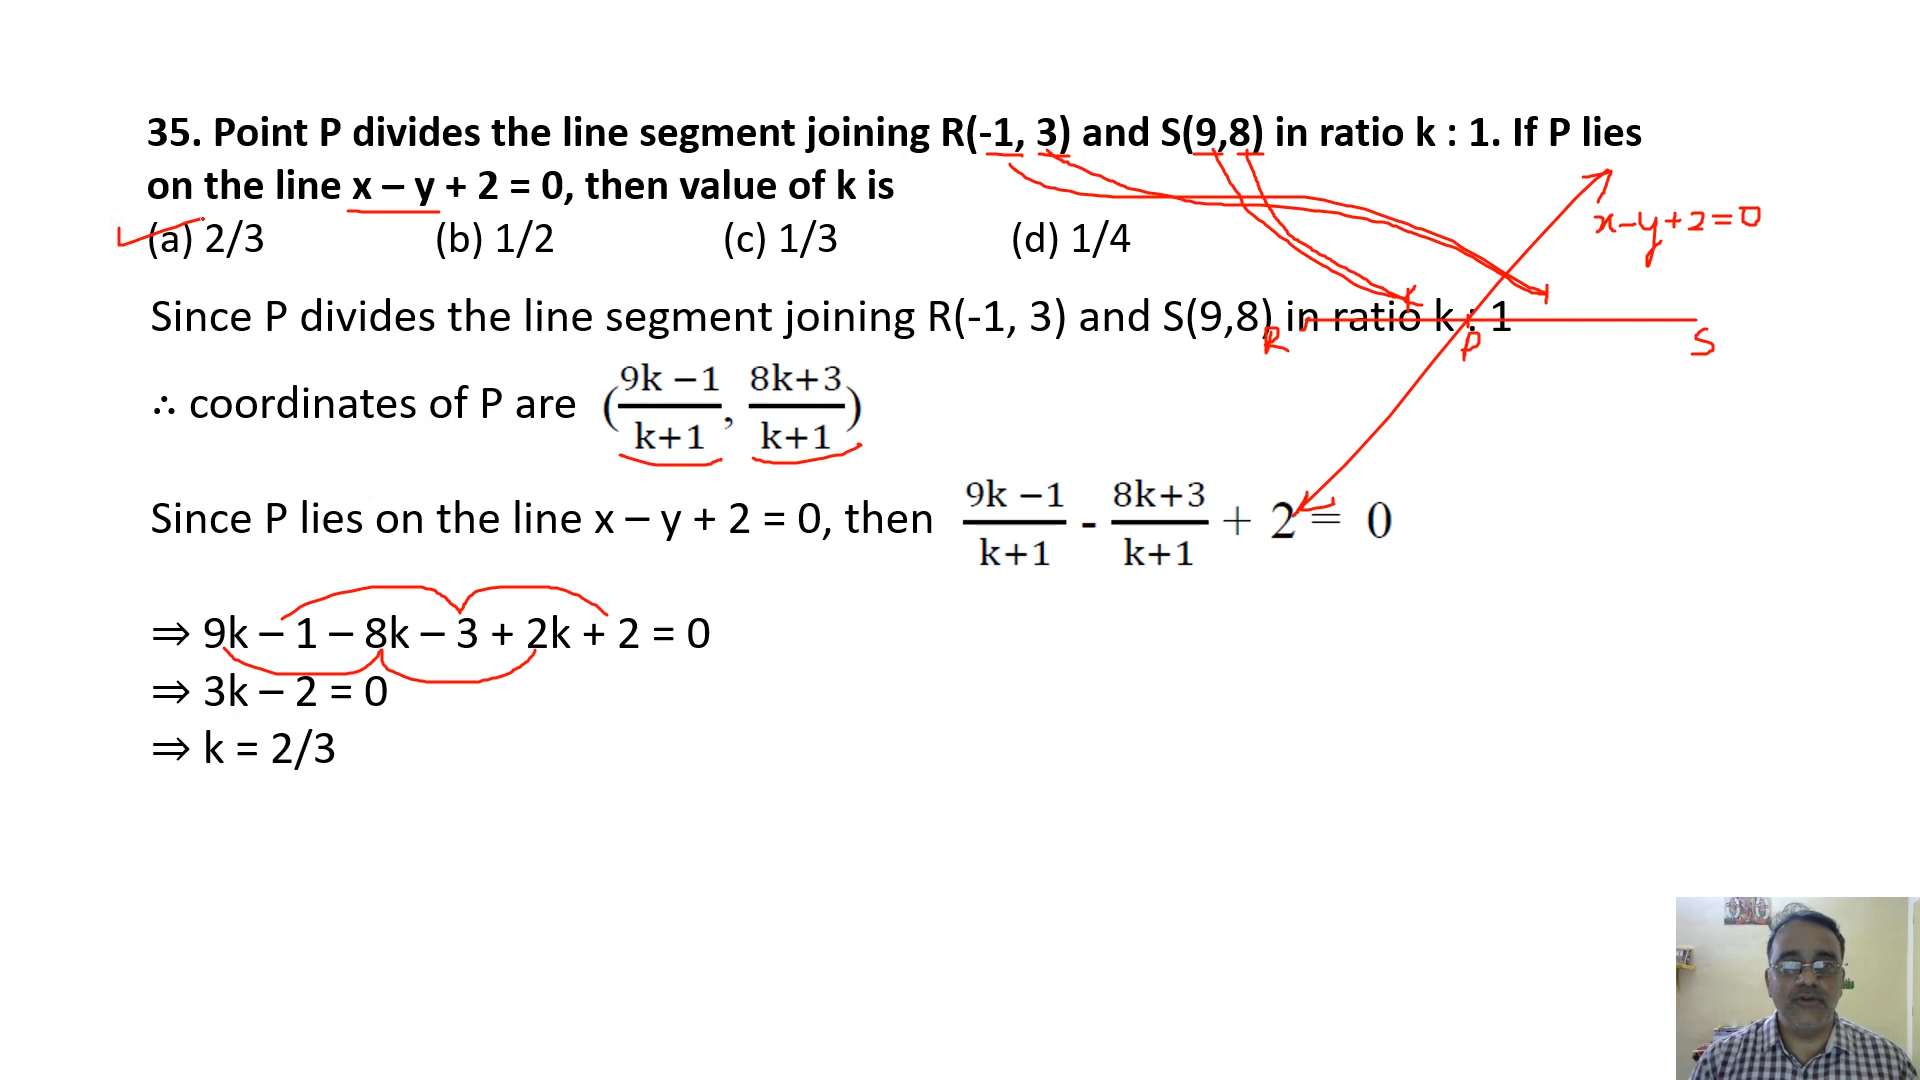 35. Point P divides the line segment joining R(-1, 3) and S(9,8) in ratio k : 1. If P lies
on the line x – y + 2 = 0, then value of k is
(a) 2/3 (b) 1/2 (c) 1/3 (d) 1/4
x-y+2=0
Since P divides the line segment joining R(-1, 3) and S(9,8) in ratio k : 1
R P S
∴ coordinates of P are (9k −1/k+1, 8k+3/k+1)
Since P lies on the line x – y + 2 = 0, then 9k −1/k+1 - 8k+3/k+1 + 2 = 0
⇒ 9k – 1 – 8k – 3 + 2k + 2 = 0
⇒ 3k – 2 = 0
⇒ k = 2/3